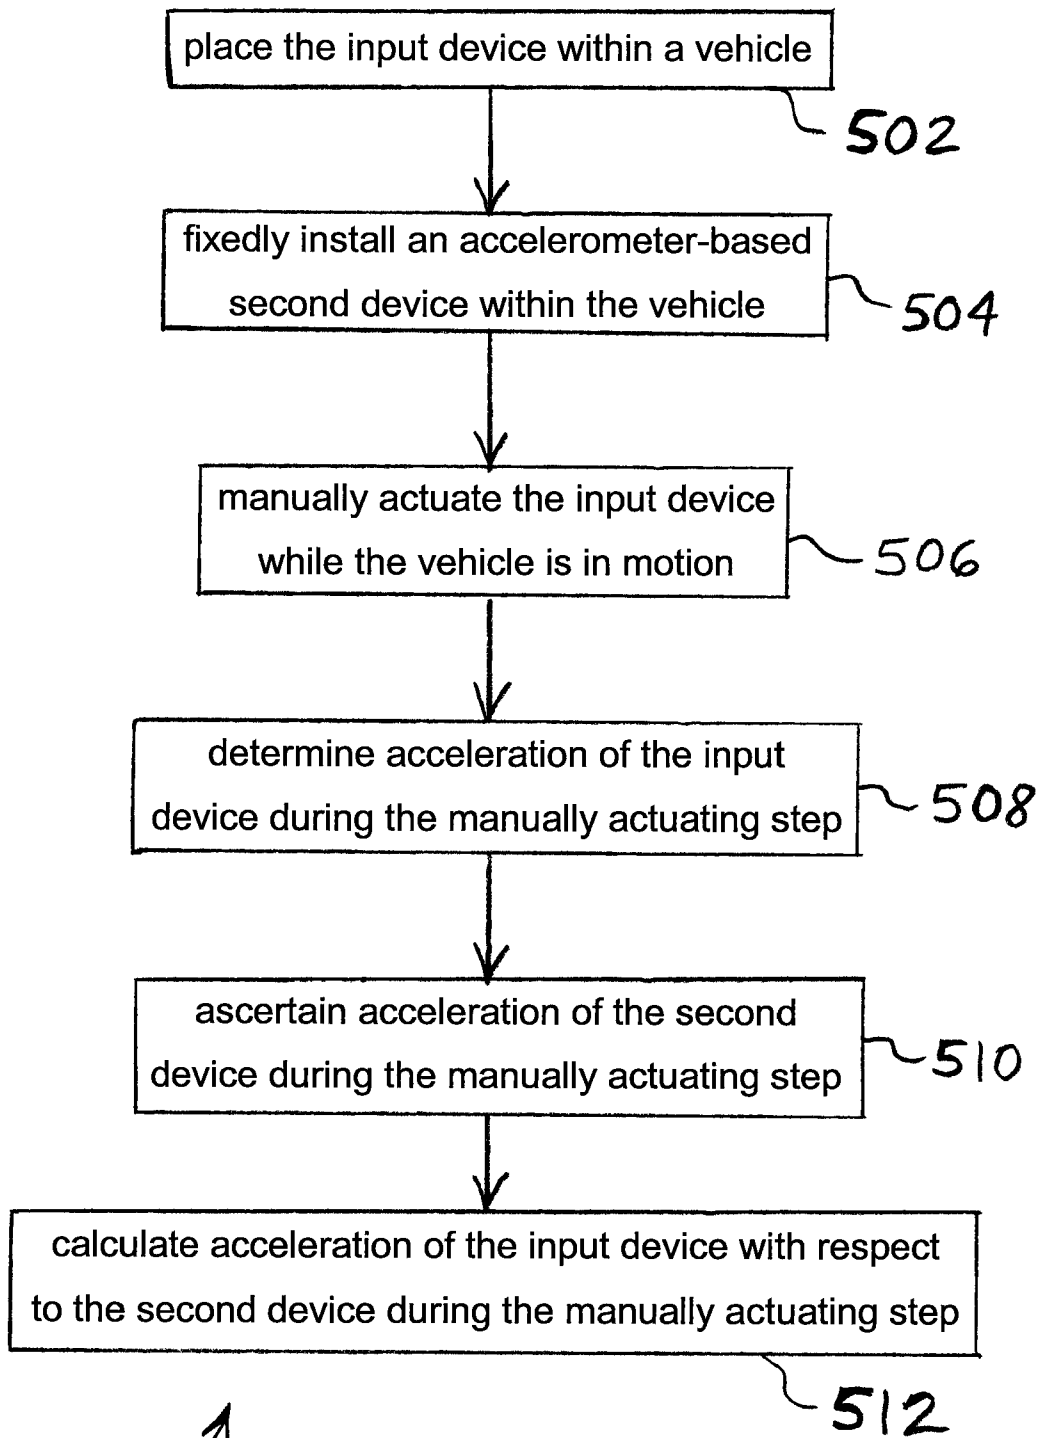 place the input device within a vehicle
502
fixedly install an accelerometer-based
second device within the vehicle
504
manually actuate the input device
while the vehicle is in motion
506
determine acceleration of the input
device during the manually actuating step
508
ascertain acceleration of the second
device during the manually actuating step
510
calculate acceleration of the input device with respect
to the second device during the manually actuating step
512